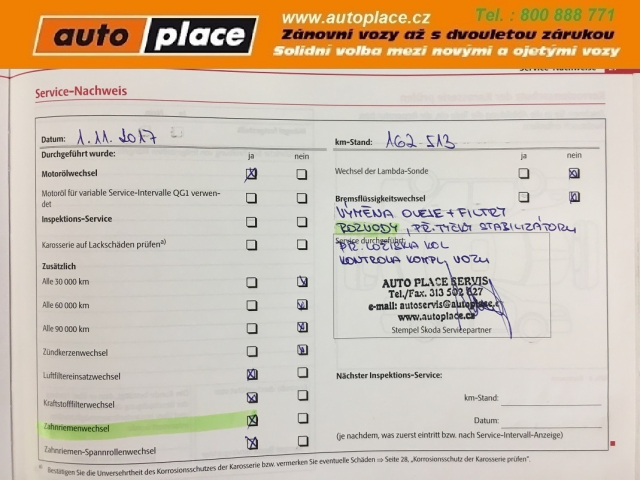 auto place
www.autoplace.cz
Tel. : 800 888 771
Zánovní vozy až s dvouletou zárukou
Solidní volba mezi novými a ojetými vozy
Service-Nachweis
Datum: 1.11.2017
km-Stand: 162 513
Durchgeführt wurde:
ja nein
Motorölwechsel
Motoröl für variable Service-Intervalle QG1 verwen-
det
Inspektions-Service
Karosserie auf Lackschäden prüfen a)
Zusätzlich
Alle 30 000 km
Alle 60 000 km
Alle 90 000 km
Zündkerzenwechsel
Luftfiltereinsatzwechsel
Kraftstofffilterwechsel
Zahnriemenwechsel
Zahnriemen-Spannrollenwechsel
ja nein
Wechsel der Lambda-Sonde
Bremsflüssigkeitswechsel
VÝMĚNA OLEJE + FILTRY
ROZVODY, PŘ. TYČKY STABILIZÁTORU
Service durchgeführt:
PŘ. LOŽISKA KOL
KONTROLA KOMPL. VOZU
AUTO PLACE SERVIS
Tel./Fax. 313 502 827
e-mail: autoservis@autoplace.c
www.autoplace.cz
Stempel Škoda Servicepartner
Nächster Inspektions-Service:
km-Stand:
Datum:
(je nachdem, was zuerst eintritt bzw. nach Service-Intervall-Anzeige)
a) Bestätigen Sie die Unversehrtheit des Korrosionsschutzes der Karosserie bzw. vermerken Sie eventuelle Schäden ⇒ Seite 28, „Korrosionsschutz der Karosserie prüfen".